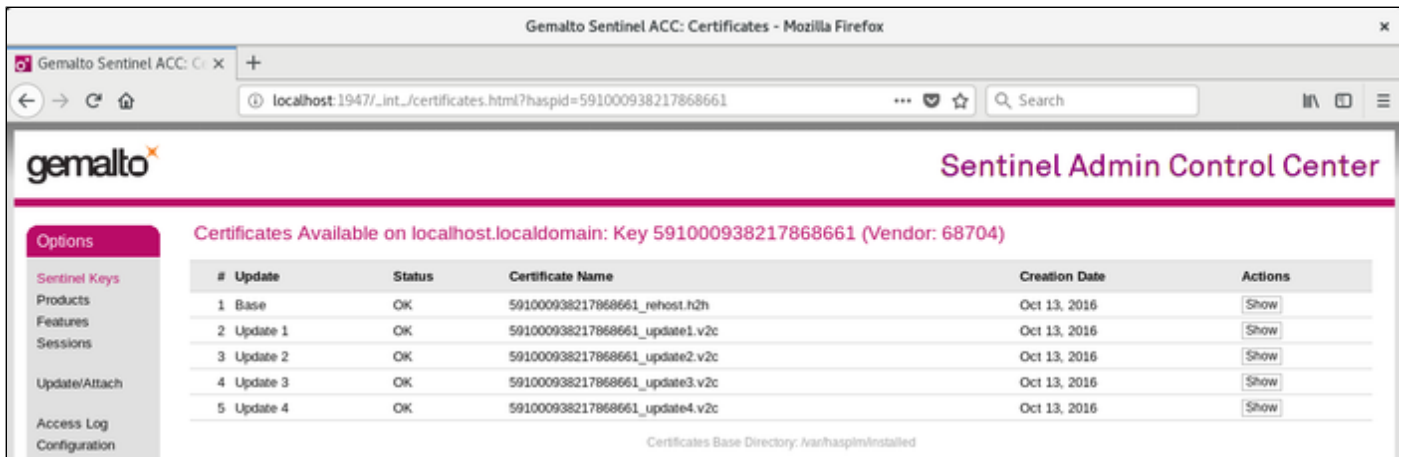 Gemalto Sentinel ACC: Certificates - Mozilla Firefox
Gemalto Sentinel ACC: Ce
localhost:1947/_int_/certificates.html?haspid=591000938217868661
Search
gemalto
Sentinel Admin Control Center
Options
Sentinel Keys
Products
Features
Sessions
Update/Attach
Access Log
Configuration
Certificates Available on localhost.localdomain: Key 591000938217868661 (Vendor: 68704)
# Update Status Certificate Name Creation Date Actions
1 Base OK 591000938217868661_rehost.h2h Oct 13, 2016 Show
2 Update 1 OK 591000938217868661_update1.v2c Oct 13, 2016 Show
3 Update 2 OK 591000938217868661_update2.v2c Oct 13, 2016 Show
4 Update 3 OK 591000938217868661_update3.v2c Oct 13, 2016 Show
5 Update 4 OK 591000938217868661_update4.v2c Oct 13, 2016 Show
Certificates Base Directory: /var/hasplm/installed